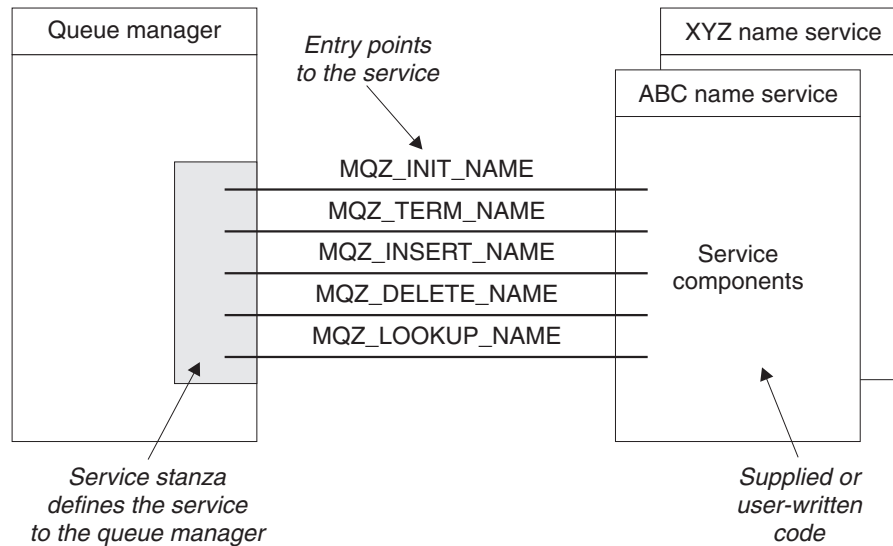 Queue manager
Entry points
to the service
XYZ name service
ABC name service
MQZ_INIT_NAME
MQZ_TERM_NAME
MQZ_INSERT_NAME
MQZ_DELETE_NAME
MQZ_LOOKUP_NAME
Service
components
Service stanza
defines the service
to the queue manager
Supplied or
user-written
code